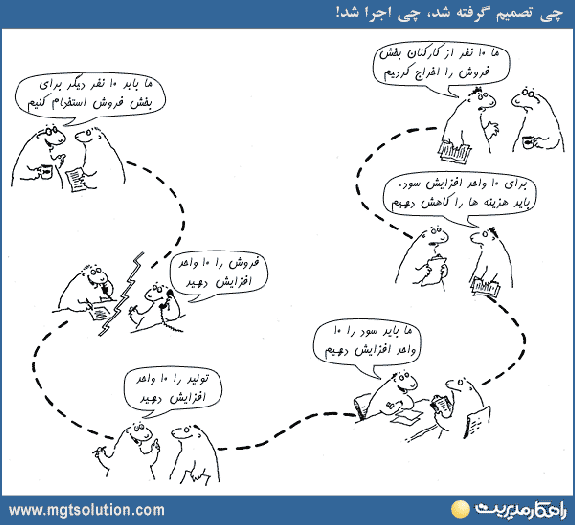 چی تصمیم گرفته شد، چی اجرا شد!
ما باید ۱۰ نفر دیگر برای
بخش فروش استخدام کنیم
فروش را ۱۰ واحد
افزایش دهید
تولید را ۱۰ واحد
افزایش دهید
ما باید سود را ۱۰
واحد افزایش دهیم
برای ۱۰ واحد افزایش سود.
باید هزینه ها را کاهش دهیم
ما ۱۰ نفر از کارکنان بخش
فروش را اخراج کردیم
www.mgtsolution.com
راهکار مدیریت